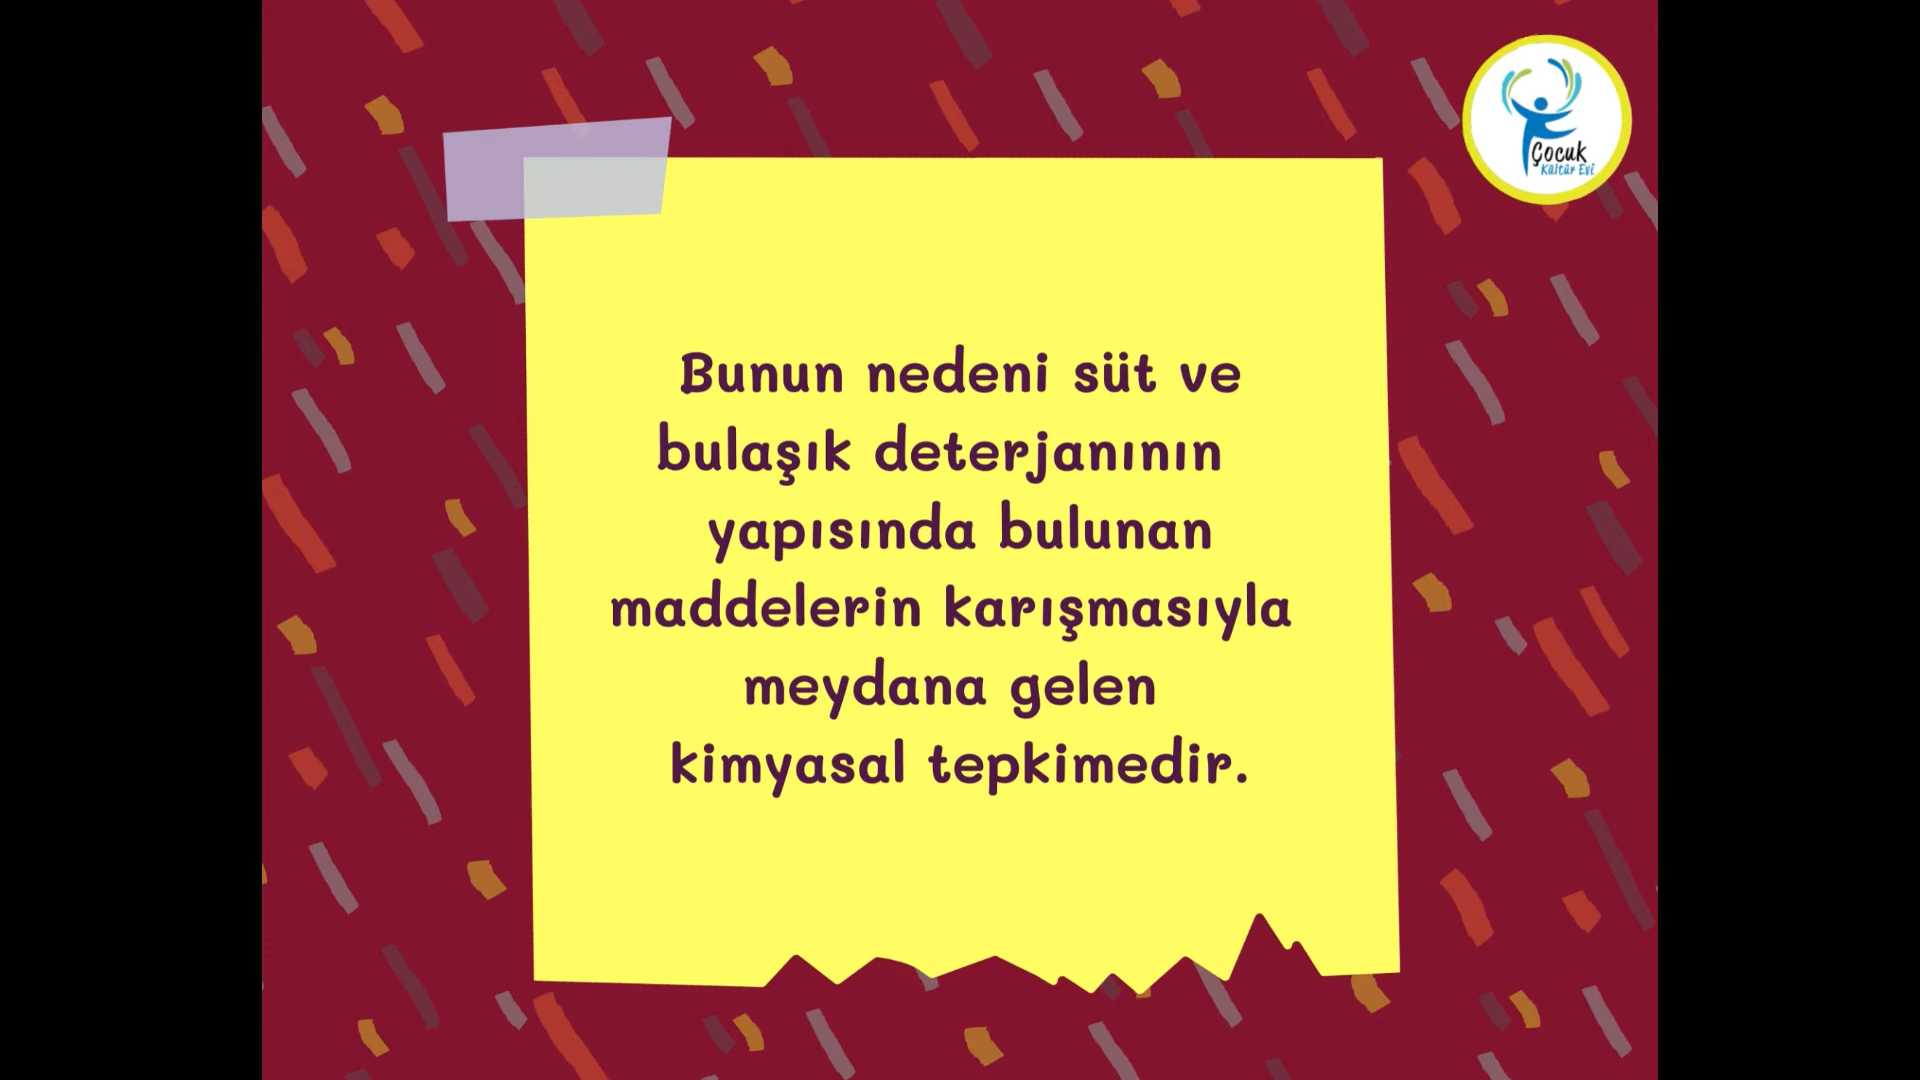 Çocuk
Kültür Evi
Bunun nedeni süt ve
bulaşık deterjanının
yapısında bulunan
maddelerin karışmasıyla
meydana gelen
kimyasal tepkimedir.